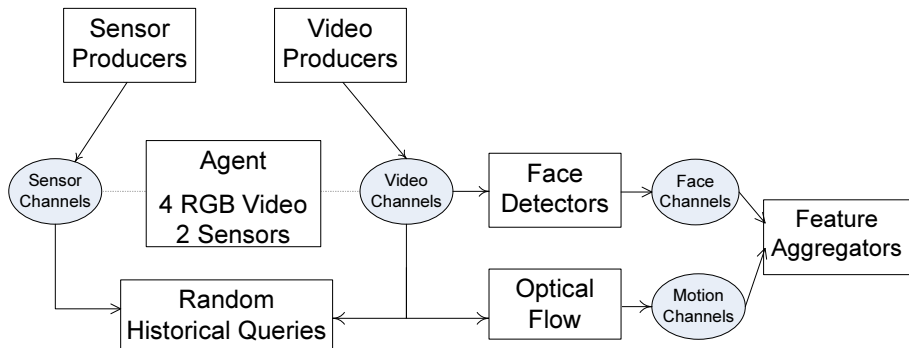 Sensor
Producers
Video
Producers
Sensor
Channels
Agent
4 RGB Video
2 Sensors
Video
Channels
Face
Detectors
Face
Channels
Feature
Aggregators
Random
Historical Queries
Optical
Flow
Motion
Channels